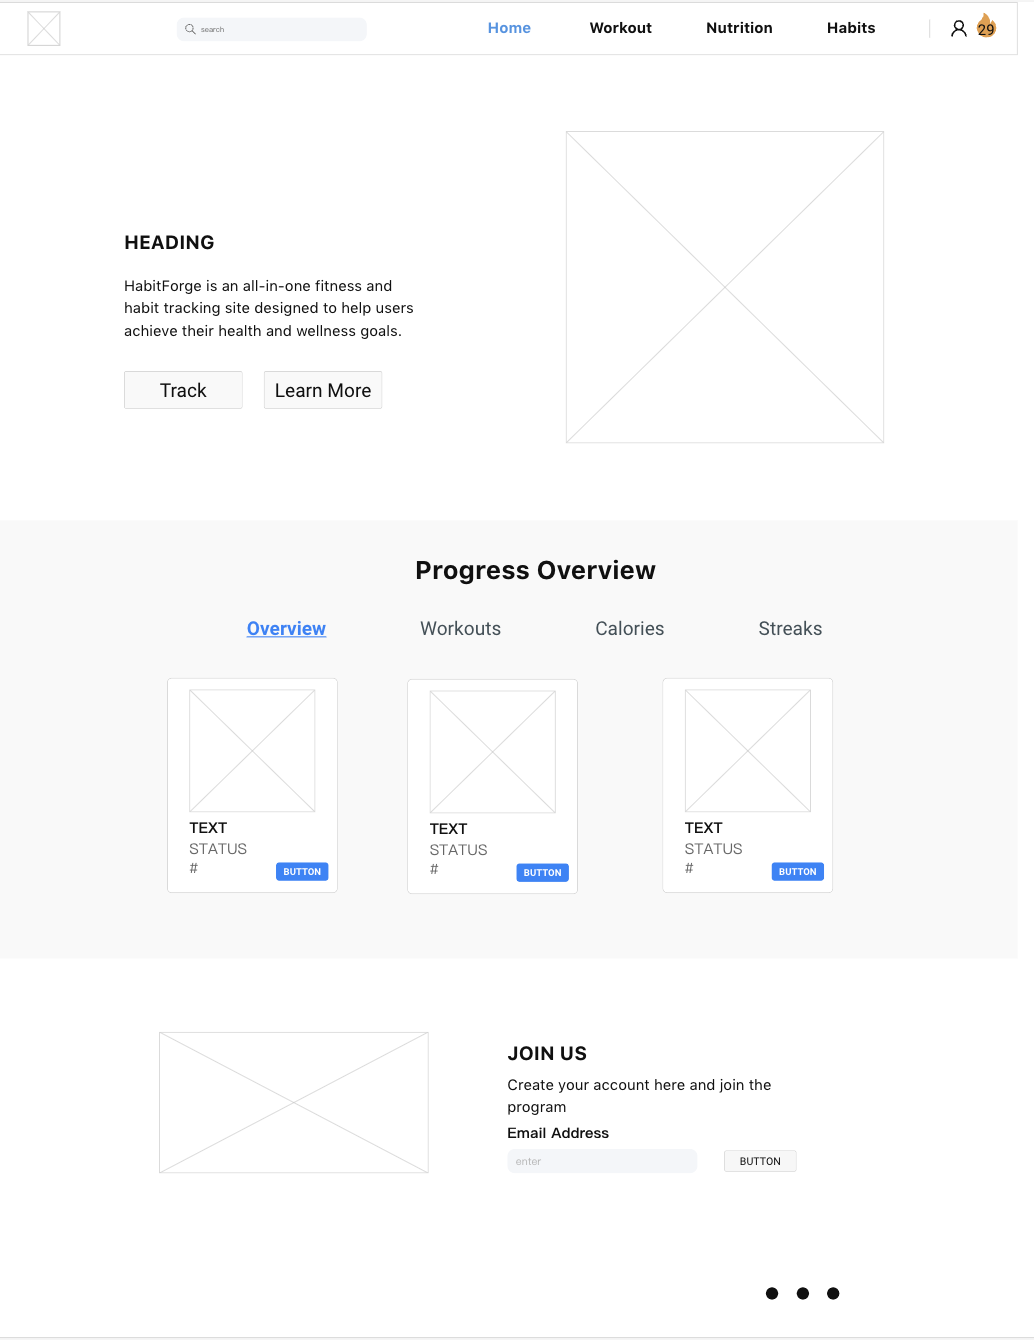 search
Home Workout Nutrition Habits 29
HEADING
HabitForge is an all-in-one fitness and
habit tracking site designed to help users
achieve their health and wellness goals.
Track Learn More
Progress Overview
Overview Workouts Calories Streaks
TEXT
STATUS
#
BUTTON
TEXT
STATUS
#
BUTTON
TEXT
STATUS
#
BUTTON
JOIN US
Create your account here and join the
program
Email Address
enter
BUTTON